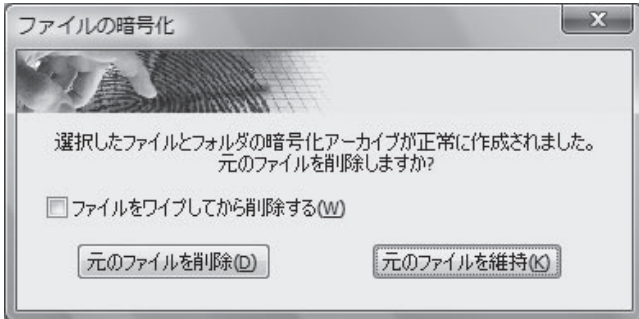 ファイルの暗号化
選択したファイルとフォルダの暗号化アーカイブが正常に作成されました。
元のファイルを削除しますか?
ファイルをワイプしてから削除する(W)
元のファイルを削除(D)
元のファイルを維持(K)